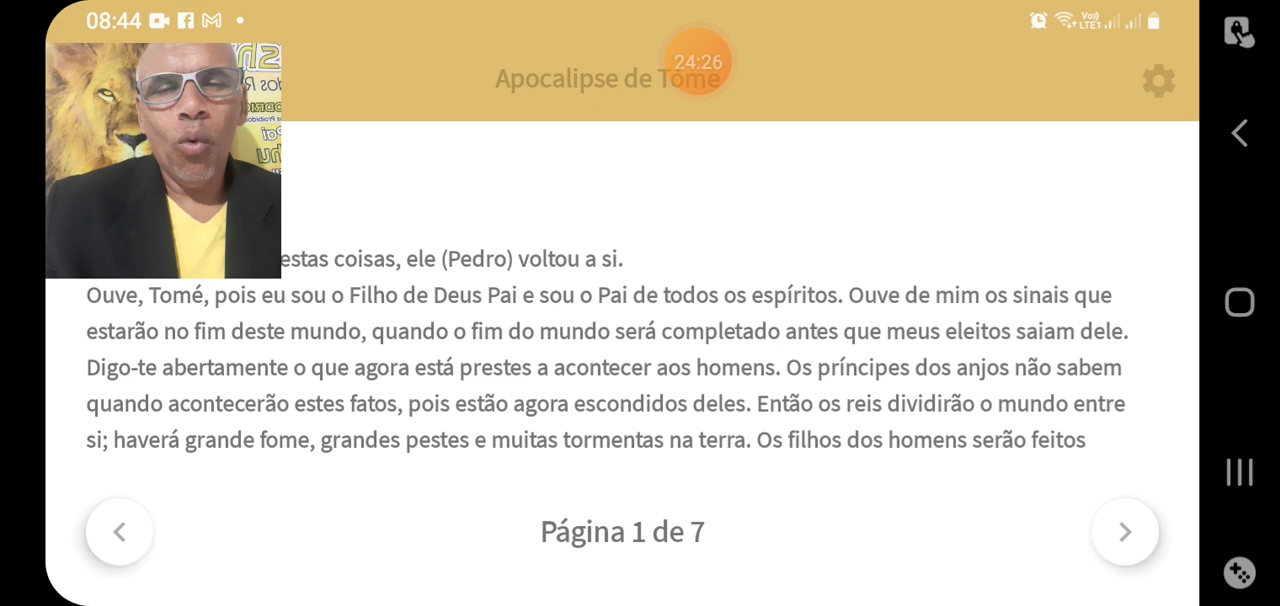 08:44
Vo))
LTE1
24:26
Apocalipse de Tomé
estas coisas, ele (Pedro) voltou a si.
Ouve, Tomé, pois eu sou o Filho de Deus Pai e sou o Pai de todos os espíritos. Ouve de mim os sinais que
estarão no fim deste mundo, quando o fim do mundo será completado antes que meus eleitos saiam dele.
Digo-te abertamente o que agora está prestes a acontecer aos homens. Os príncipes dos anjos não sabem
quando acontecerão estes fatos, pois estão agora escondidos deles. Então os reis dividirão o mundo entre
si; haverá grande fome, grandes pestes e muitas tormentas na terra. Os filhos dos homens serão feitos
Página 1 de 7